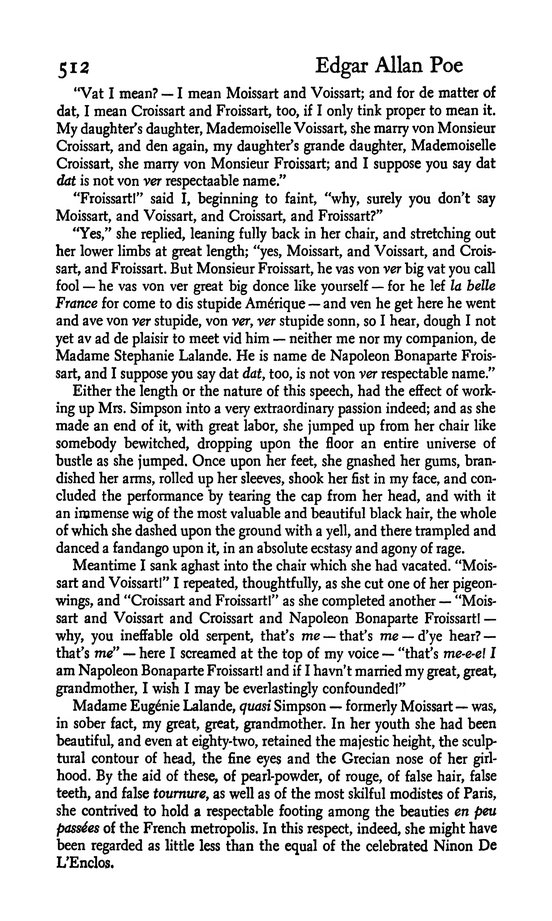 512 Edgar Allan Poe
"Vat I mean? — I mean Moissart and Voissart; and for de matter of
dat, I mean Croissart and Froissart, too, if I only tink proper to mean it.
My daughter's daughter, Mademoiselle Voissart, she marry von Monsieur
Croissart, and den again, my daughter's grande daughter, Mademoiselle
Croissart, she marry von Monsieur Froissart; and I suppose you say dat
dat is not von ver respectaable name."
"Froissart!" said I, beginning to faint, "why, surely you don't say
Moissart, and Voissart, and Croissart, and Froissart?"
"Yes," she replied, leaning fully back in her chair, and stretching out
her lower limbs at great length; "yes, Moissart, and Voissart, and Crois-
sart, and Froissart. But Monsieur Froissart, he vas von ver big vat you call
fool — he vas von ver great big donce like yourself — for he lef la belle
France for come to dis stupide Amérique — and ven he get here he went
and ave von ver stupide, von ver, ver stupide sonn, so I hear, dough I not
yet av ad de plaisir to meet vid him — neither me nor my companion, de
Madame Stephanie Lalande. He is name de Napoleon Bonaparte Frois-
sart, and I suppose you say dat dat, too, is not von ver respectable name."
Either the length or the nature of this speech, had the effect of work-
ing up Mrs. Simpson into a very extraordinary passion indeed; and as she
made an end of it, with great labor, she jumped up from her chair like
somebody bewitched, dropping upon the floor an entire universe of
bustle as she jumped. Once upon her feet, she gnashed her gums, bran-
dished her arms, rolled up her sleeves, shook her fist in my face, and con-
cluded the performance by tearing the cap from her head, and with it
an immense wig of the most valuable and beautiful black hair, the whole
of which she dashed upon the ground with a yell, and there trampled and
danced a fandango upon it, in an absolute ecstasy and agony of rage.
Meantime I sank aghast into the chair which she had vacated. "Mois-
sart and Voissart!" I repeated, thoughtfully, as she cut one of her pigeon-
wings, and "Croissart and Froissart!" as she completed another — "Mois-
sart and Voissart and Croissart and Napoleon Bonaparte Froissart! —
why, you ineffable old serpent, that's me — that's me — d'ye hear? —
that's me" — here I screamed at the top of my voice — "that's me-e-e! I
am Napoleon Bonaparte Froissart! and if I havn't married my great, great,
grandmother, I wish I may be everlastingly confounded!"
Madame Eugénie Lalande, quasi Simpson — formerly Moissart — was,
in sober fact, my great, great, grandmother. In her youth she had been
beautiful, and even at eighty-two, retained the majestic height, the sculp-
tural contour of head, the fine eyes and the Grecian nose of her girl-
hood. By the aid of these, of pearl-powder, of rouge, of false hair, false
teeth, and false tournure, as well as of the most skilful modistes of Paris,
she contrived to hold a respectable footing among the beauties en peu
passées of the French metropolis. In this respect, indeed, she might have
been regarded as little less than the equal of the celebrated Ninon De
L'Enclos.